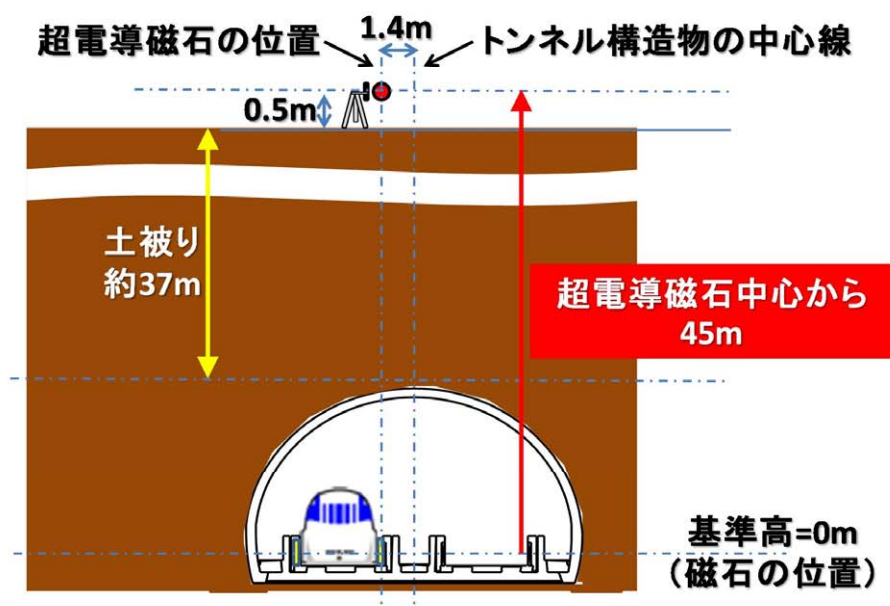 超電導磁石の位置
1.4m
トンネル構造物の中心線
0.5m
土被り
約37m
超電導磁石中心から
45m
基準高=0m
（磁石の位置）